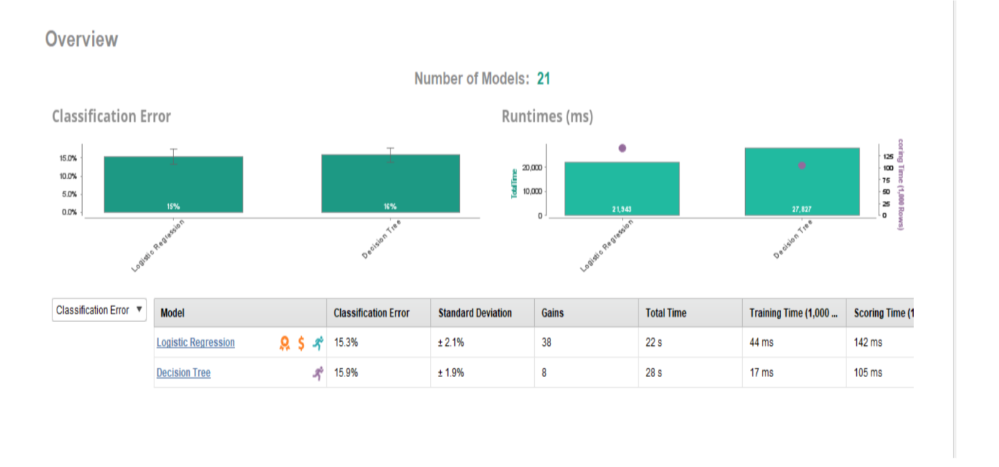 Overview
Number of Models: 21
Classification Error
15.0%
10.0%
5.0%
0.0%
15%
16%
Logistic Regression
Decision Tree
Runtimes (ms)
Total Time
20,000
10,000
0
21,943
27,827
Logistic Regression
Decision Tree
125
100
75
50
25
0
coring Time (1,000 Rows)
Classification Error ▼
Model Classification Error Standard Deviation Gains Total Time Training Time (1,000 ... Scoring Time (1
Logistic Regression $ 15.3% ± 2.1% 38 22 s 44 ms 142 ms
Decision Tree 15.9% ± 1.9% 8 28 s 17 ms 105 ms